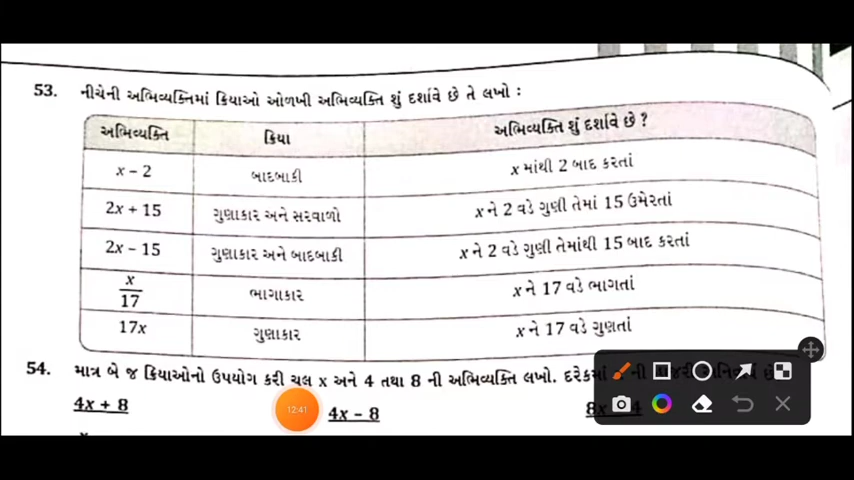 53. નીચેની અભિવ્યક્તિમાં ક્રિયાઓ ઓળખી અભિવ્યક્તિ શું દર્શાવે છે તે લખો :
અભિવ્યક્તિ ક્રિયા અભિવ્યક્તિ શું દર્શાવે છે ?
x – 2 બાદબાકી x માંથી 2 બાદ કરતાં
2x + 15 ગુણાકાર અને સરવાળો x ને 2 વડે ગુણી તેમાં 15 ઉમેરતાં
2x – 15 ગુણાકાર અને બાદબાકી x ને 2 વડે ગુણી તેમાંથી 15 બાદ કરતાં
x/17 ભાગાકાર x ને 17 વડે ભાગતાં
17x ગુણાકાર x ને 17 વડે ગુણતાં
54. માત્ર બે જ ક્રિયાઓનો ઉપયોગ કરી ચલ x અને 4 તથા 8 ની અભિવ્યક્તિ લખો.
4x + 8 4x – 8
12:41